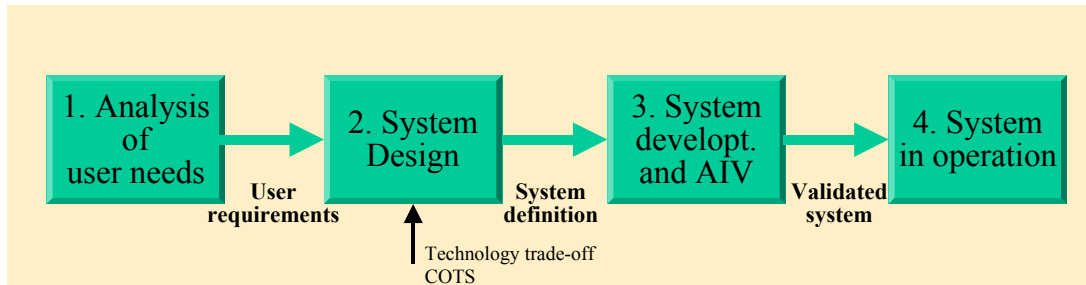 1. Analysis
of
user needs
User
requirements
2. System
Design
Technology trade-off
COTS
System
definition
3. System
developt.
and AIV
Validated
system
4. System
in operation